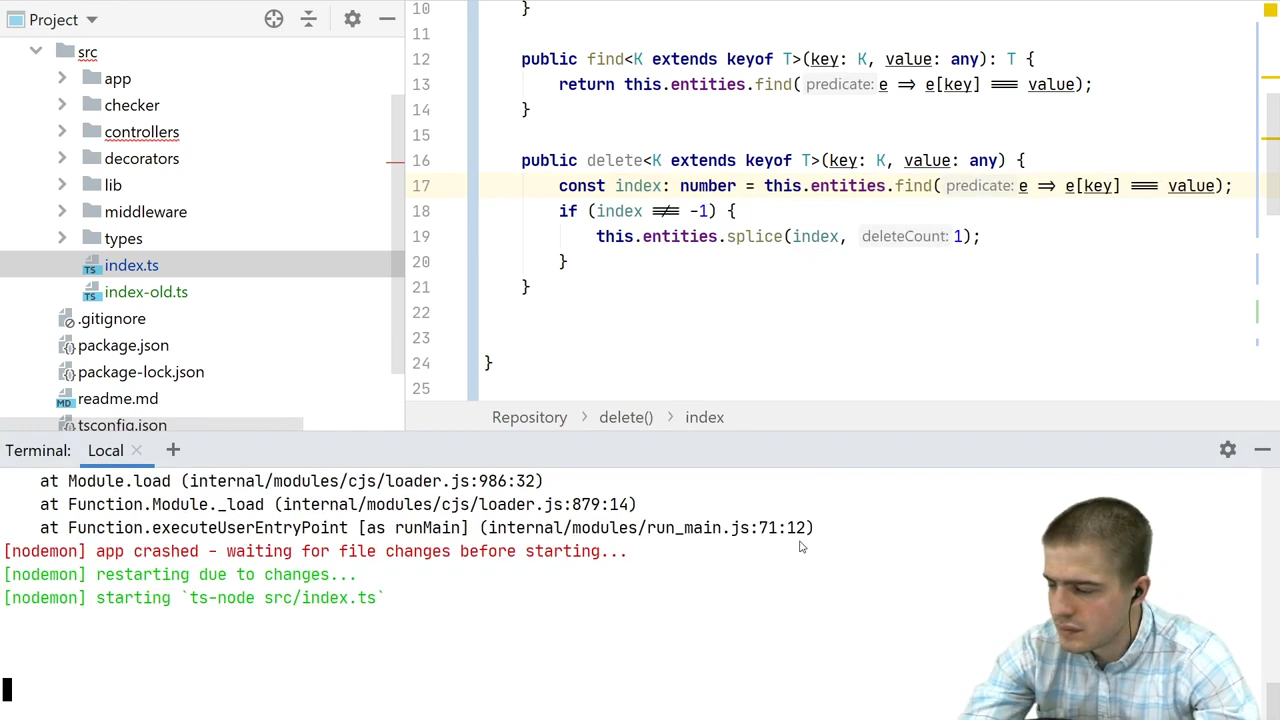 Project
src
app
checker
controllers
decorators
lib
middleware
types
index.ts
index-old.ts
.gitignore
package.json
package-lock.json
readme.md
tsconfig.json
10 }
11
12 public find<K extends keyof T>(key: K, value: any): T {
13 return this.entities.find( predicate: e => e[key] === value);
14 }
15
16 public delete<K extends keyof T>(key: K, value: any) {
17 const index: number = this.entities.find( predicate: e => e[key] === value);
18 if (index !== -1) {
19 this.entities.splice(index, deleteCount: 1);
20 }
21 }
22
23
24 }
25
Repository > delete() > index
Terminal: Local × +
at Module.load (internal/modules/cjs/loader.js:986:32)
at Function.Module._load (internal/modules/cjs/loader.js:879:14)
at Function.executeUserEntryPoint [as runMain] (internal/modules/run_main.js:71:12)
[nodemon] app crashed - waiting for file changes before starting...
[nodemon] restarting due to changes...
[nodemon] starting `ts-node src/index.ts`